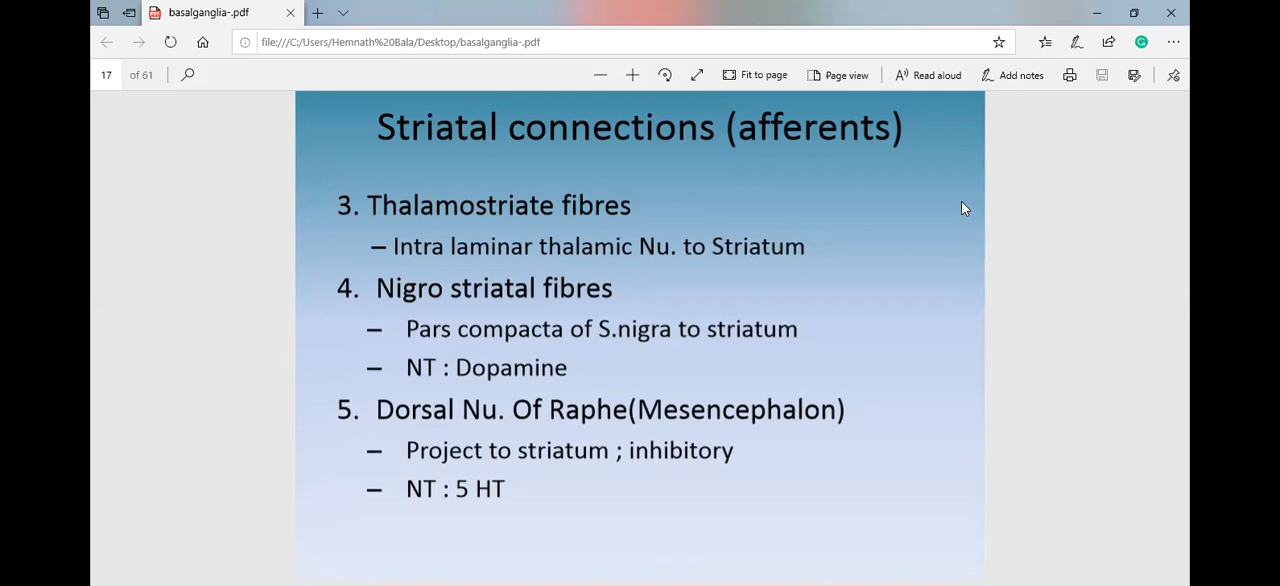 basalganglia-.pdf
file:///C:/Users/Hemnath%20Bala/Desktop/basalganglia-.pdf
17 of 61 Fit to page Page view Read aloud Add notes
Striatal connections (afferents)
3. Thalamostriate fibres
– Intra laminar thalamic Nu. to Striatum
4. Nigro striatal fibres
– Pars compacta of S.nigra to striatum
– NT : Dopamine
5. Dorsal Nu. Of Raphe(Mesencephalon)
– Project to striatum ; inhibitory
– NT : 5 HT